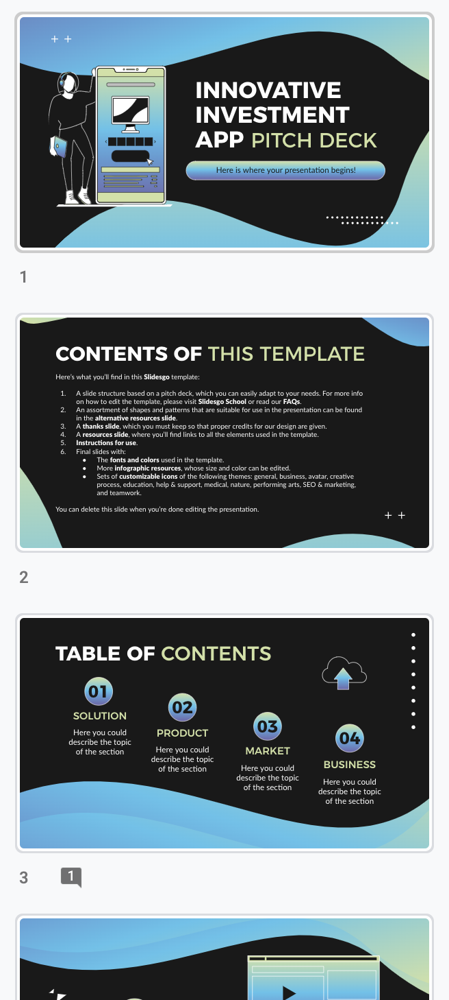 INNOVATIVE
INVESTMENT
APP PITCH DECK
Here is where your presentation begins!
1
CONTENTS OF THIS TEMPLATE
Here's what you'll find in this Slidesgo template:
1. A slide structure based on a pitch deck, which you can easily adapt to your needs. For more info
on how to edit the template, please visit Slidesgo School or read our FAQs.
2. An assortment of shapes and patterns that are suitable for use in the presentation can be found
in the alternative resources slide.
3. A thanks slide, which you must keep so that proper credits for our design are given.
4. A resources slide, where you'll find links to all the elements used in the template.
5. Instructions for use.
6. Final slides with:
● The fonts and colors used in the template.
● More infographic resources, whose size and color can be edited.
● Sets of customizable icons of the following themes: general, business, avatar, creative
process, education, help & support, medical, nature, performing arts, SEO & marketing,
and teamwork.
You can delete this slide when you're done editing the presentation.
2
TABLE OF CONTENTS
01
SOLUTION
Here you could
describe the topic
of the section
02
PRODUCT
Here you could
describe the topic
of the section
03
MARKET
Here you could
describe the topic
of the section
04
BUSINESS
Here you could
describe the topic
of the section
3
1